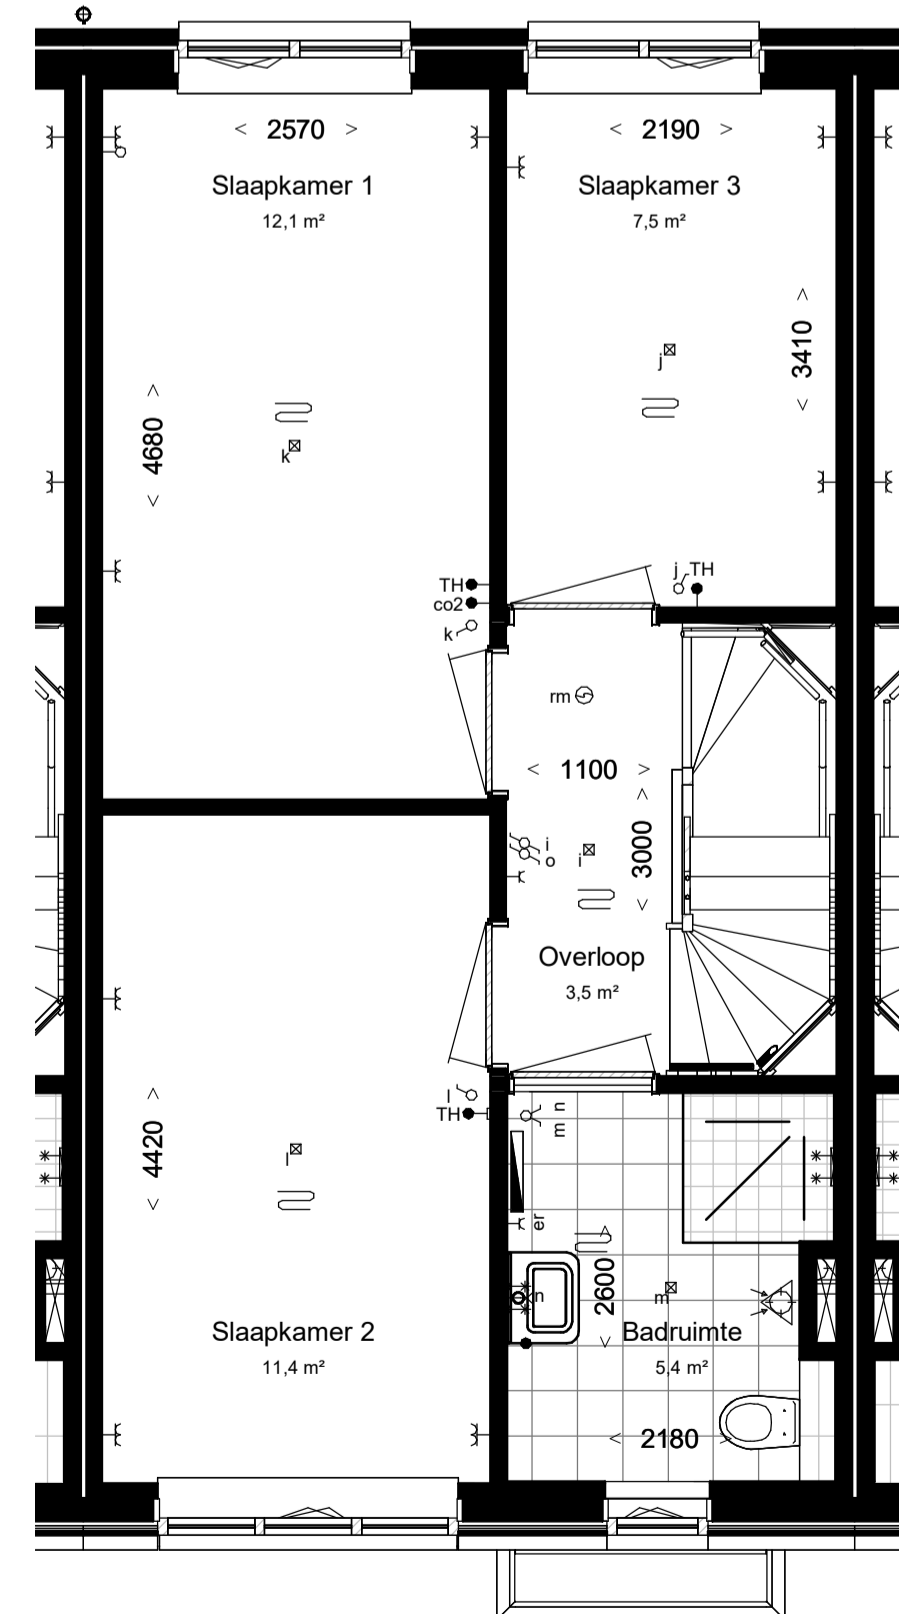 < 2570 >
< 2190 >
Slaapkamer 1
12,1 m²
Slaapkamer 3
7,5 m²
< 3410 >
j
< 4680 >
k
TH
co2
k
j TH
rm
< 1100 >
< 3000 >
i
o
i
Overloop
3,5 m²
l
TH
m n
< 4420 >
l
er
< 2600 >
n
m
Slaapkamer 2
11,4 m²
Badruimte
5,4 m²
< 2180 >